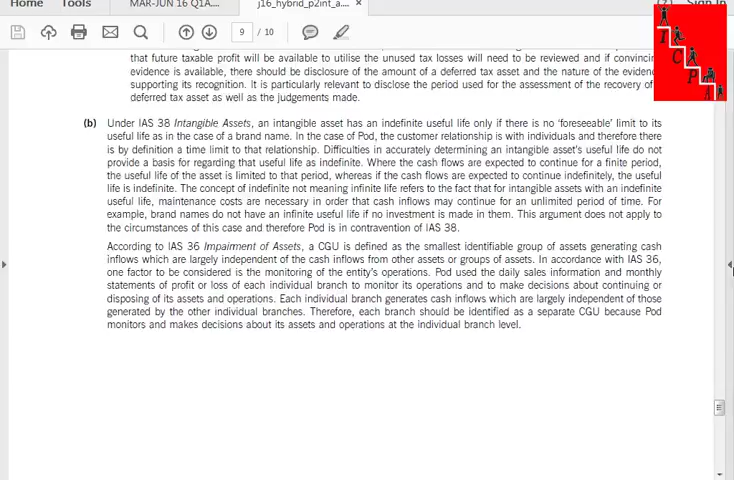 Home Tools MAR-JUN 16 Q1A.... j16_hybrid_p2int_a... × (?) Sign In
9 / 10
that future taxable profit will be available to utilise the unused tax losses will need to be reviewed and if convincin
evidence is available, there should be disclosure of the amount of a deferred tax asset and the nature of the eviden
supporting its recognition. It is particularly relevant to disclose the period used for the assessment of the recovery of
deferred tax asset as well as the judgements made.
I
C
P
A
(b) Under IAS 38 Intangible Assets, an intangible asset has an indefinite useful life only if there is no ‘foreseeable’ limit to its
useful life as in the case of a brand name. In the case of Pod, the customer relationship is with individuals and therefore there
is by definition a time limit to that relationship. Difficulties in accurately determining an intangible asset’s useful life do not
provide a basis for regarding that useful life as indefinite. Where the cash flows are expected to continue for a finite period,
the useful life of the asset is limited to that period, whereas if the cash flows are expected to continue indefinitely, the useful
life is indefinite. The concept of indefinite not meaning infinite life refers to the fact that for intangible assets with an indefinite
useful life, maintenance costs are necessary in order that cash inflows may continue for an unlimited period of time. For
example, brand names do not have an infinite useful life if no investment is made in them. This argument does not apply to
the circumstances of this case and therefore Pod is in contravention of IAS 38.
According to IAS 36 Impairment of Assets, a CGU is defined as the smallest identifiable group of assets generating cash
inflows which are largely independent of the cash inflows from other assets or groups of assets. In accordance with IAS 36,
one factor to be considered is the monitoring of the entity’s operations. Pod used the daily sales information and monthly
statements of profit or loss of each individual branch to monitor its operations and to make decisions about continuing or
disposing of its assets and operations. Each individual branch generates cash inflows which are largely independent of those
generated by the other individual branches. Therefore, each branch should be identified as a separate CGU because Pod
monitors and makes decisions about its assets and operations at the individual branch level.